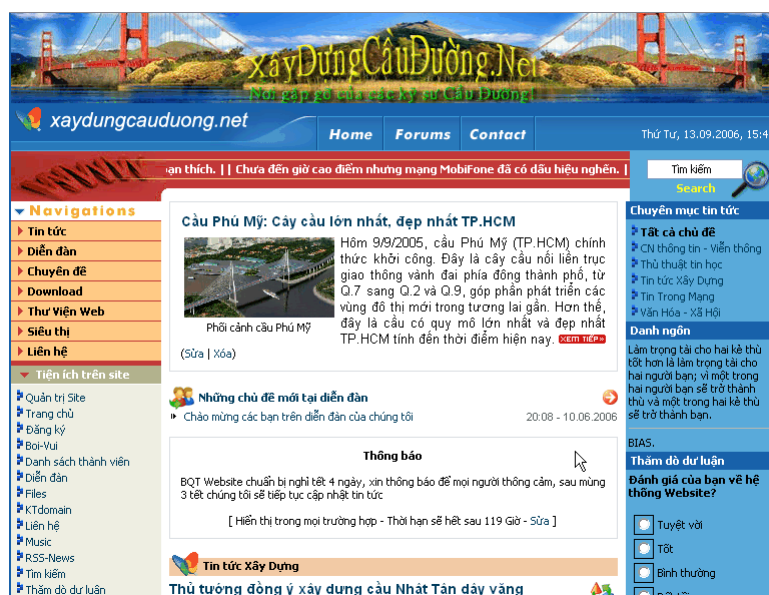 XâyDựngCầuĐường.Net
Nơi gặp gỡ của các kỹ sư Cầu Đường!
xaydungcauduong.net
Home Forums Contact
Thứ Tư, 13.09.2006, 15:4
ạn thích. || Chưa đến giờ cao điểm nhưng mạng MobiFone đã có dấu hiệu nghẽn. |
Tìm kiếm
Search
Navigations
Tin tức
Diễn đàn
Chuyên đề
Download
Thư Viện Web
Siêu thị
Liên hệ
Tiện ích trên site
Quản trị Site
Trang chủ
Đăng ký
Boi-Vui
Danh sách thành viên
Diễn đàn
Files
KTdomain
Liên hệ
Music
RSS-News
Tìm kiếm
Thăm dò dư luận
Cầu Phú Mỹ: Cây cầu lớn nhất, đẹp nhất TP.HCM
Hôm 9/9/2005, cầu Phú Mỹ (TP.HCM) chính
thức khởi công. Đây là cây cầu nối liền trục
giao thông vành đai phía đông thành phố, từ
Q.7 sang Q.2 và Q.9, góp phần phát triển các
vùng đô thị mới trong tương lai gần. Hơn thế,
đây là cầu có quy mô lớn nhất và đẹp nhất
TP.HCM tính đến thời điểm hiện nay. XEM TIẾP»
Phối cảnh cầu Phú Mỹ
(Sửa | Xóa)
Những chủ đề mới tại diễn đàn
Chào mừng các bạn trên diễn đàn của chúng tôi 20:08 - 10.06.2006
Thông báo
BQT Website chuẩn bị nghỉ tết 4 ngày, xin thông báo để mọi người thông cảm, sau mùng
3 tết chúng tôi sẽ tiếp tục cập nhật tin tức
[ Hiển thị trong mọi trường hợp - Thời hạn sẽ hết sau 119 Giờ - Sửa ]
Tin tức Xây Dựng
Thủ tướng đồng ý xây dựng cầu Nhật Tân dây văng
Chuyên mục tin tức
Tất cả chủ đề
CN thông tin - Viễn thông
Thủ thuật tin học
Tin tức Xây Dựng
Tin Trong Mạng
Văn Hóa - Xã Hội
Danh ngôn
Làm trọng tài cho hai kẻ thù
tốt hơn là làm trọng tài cho
hai người bạn; vì một trong
hai người bạn sẽ trở thành
thù và một trong hai kẻ thù
sẽ trở thành bạn.
BIAS.
Thăm dò dư luận
Đánh giá của bạn về hệ
thống Website?
Tuyệt vời
Tốt
Bình thường